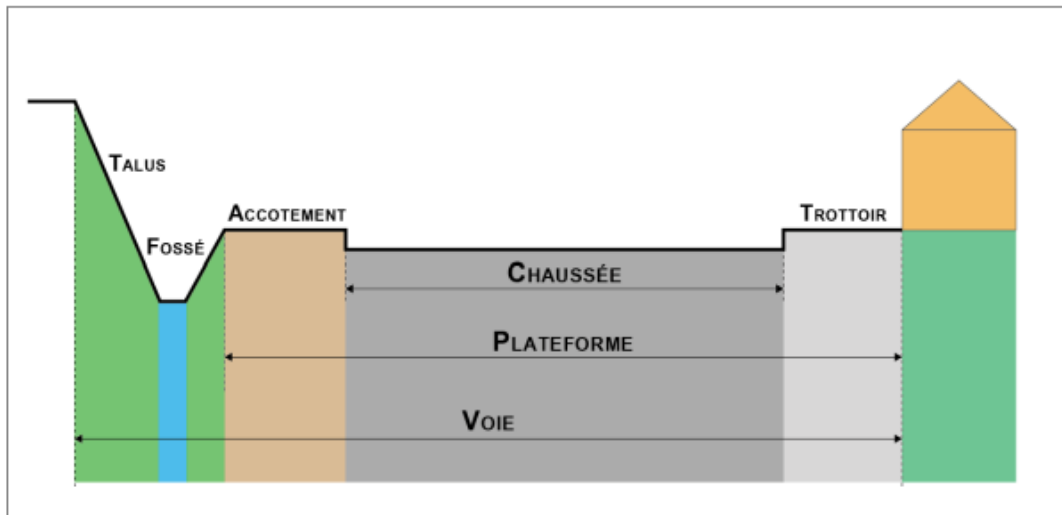 TALUS
ACCOTEMENT
TROTTOIR
FOSSÉ
CHAUSSÉE
PLATEFORME
VOIE